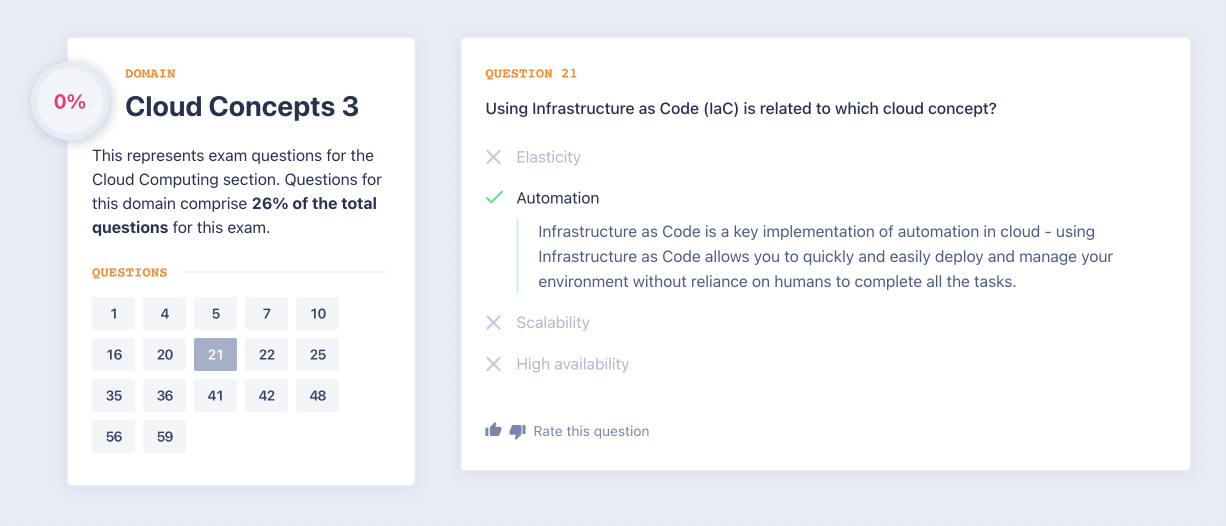 0%
DOMAIN
Cloud Concepts 3
This represents exam questions for the
Cloud Computing section. Questions for
this domain comprise 26% of the total
questions for this exam.
QUESTIONS
1 4 5 7 10
16 20 21 22 25
35 36 41 42 48
56 59
QUESTION 21
Using Infrastructure as Code (IaC) is related to which cloud concept?
Elasticity
Automation
Infrastructure as Code is a key implementation of automation in cloud - using
Infrastructure as Code allows you to quickly and easily deploy and manage your
environment without reliance on humans to complete all the tasks.
Scalability
High availability
Rate this question